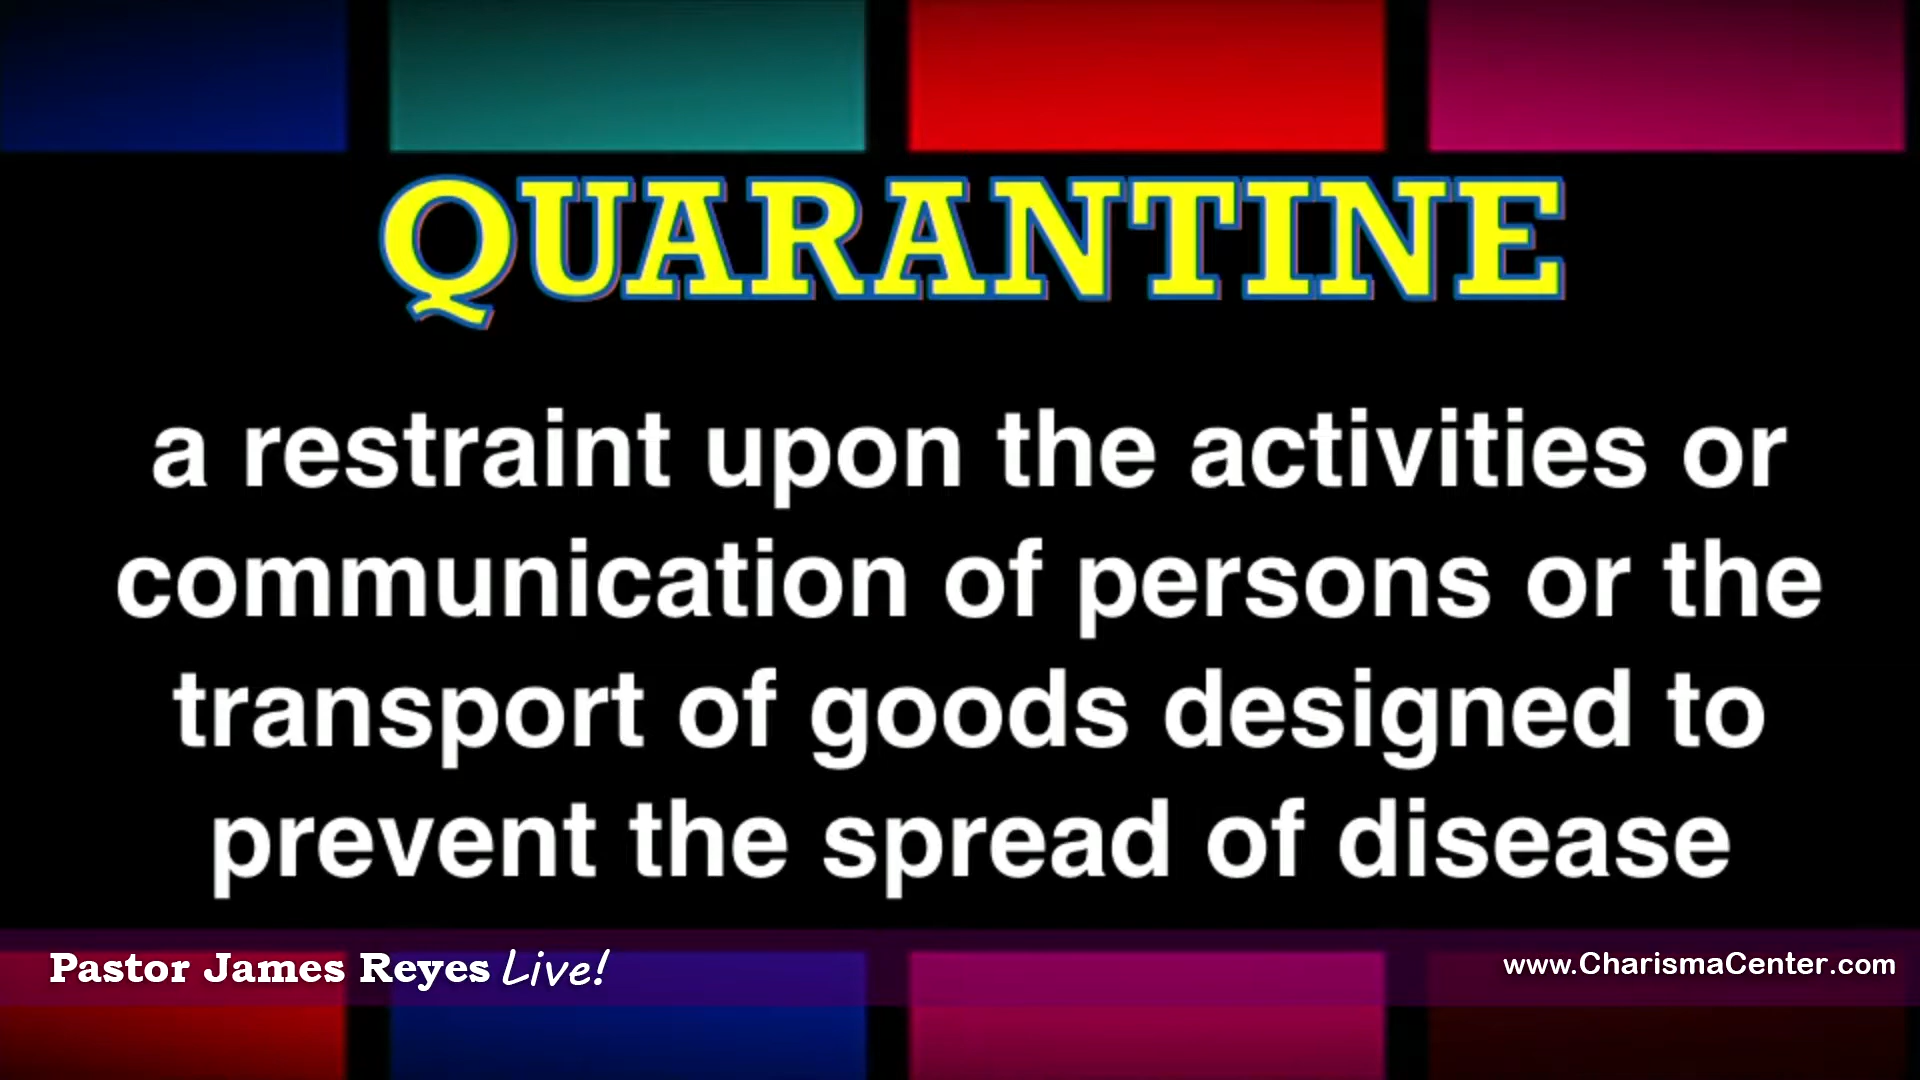 QUARANTINE
a restraint upon the activities or
communication of persons or the
transport of goods designed to
prevent the spread of disease
Pastor James Reyes Live!
www.CharismaCenter.com